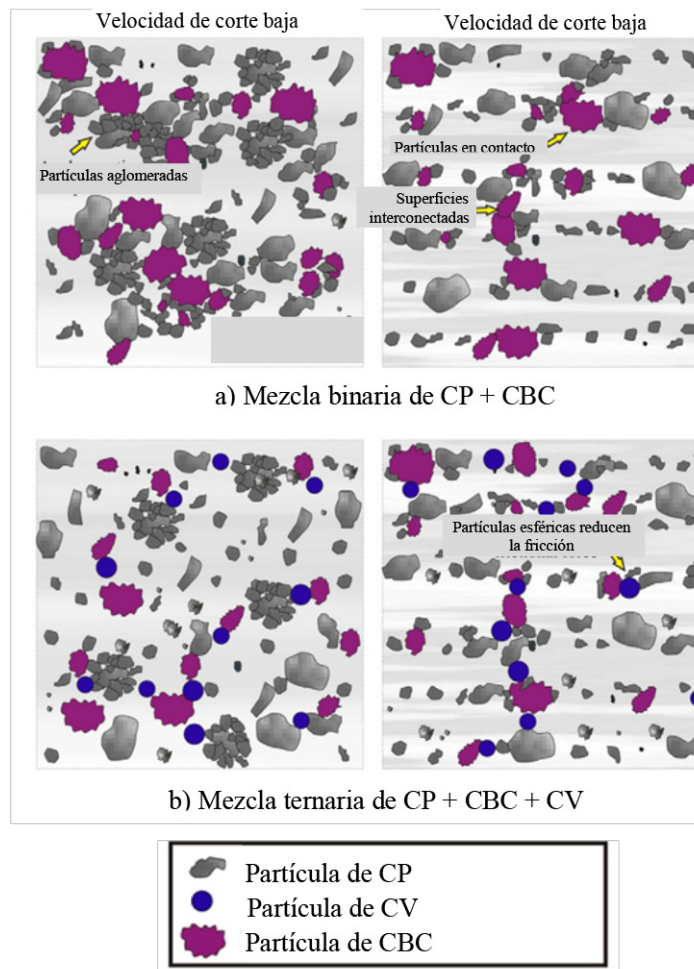 Velocidad de corte baja
Velocidad de corte baja
Partículas aglomeradas
Partículas en contacto
Superfícies
interconectadas
a) Mezcla binaria de CP + CBC
Partículas esféricas reducen
la fricción
b) Mezcla ternaria de CP + CBC + CV
Partícula de CP
Partícula de CV
Partícula de CBC